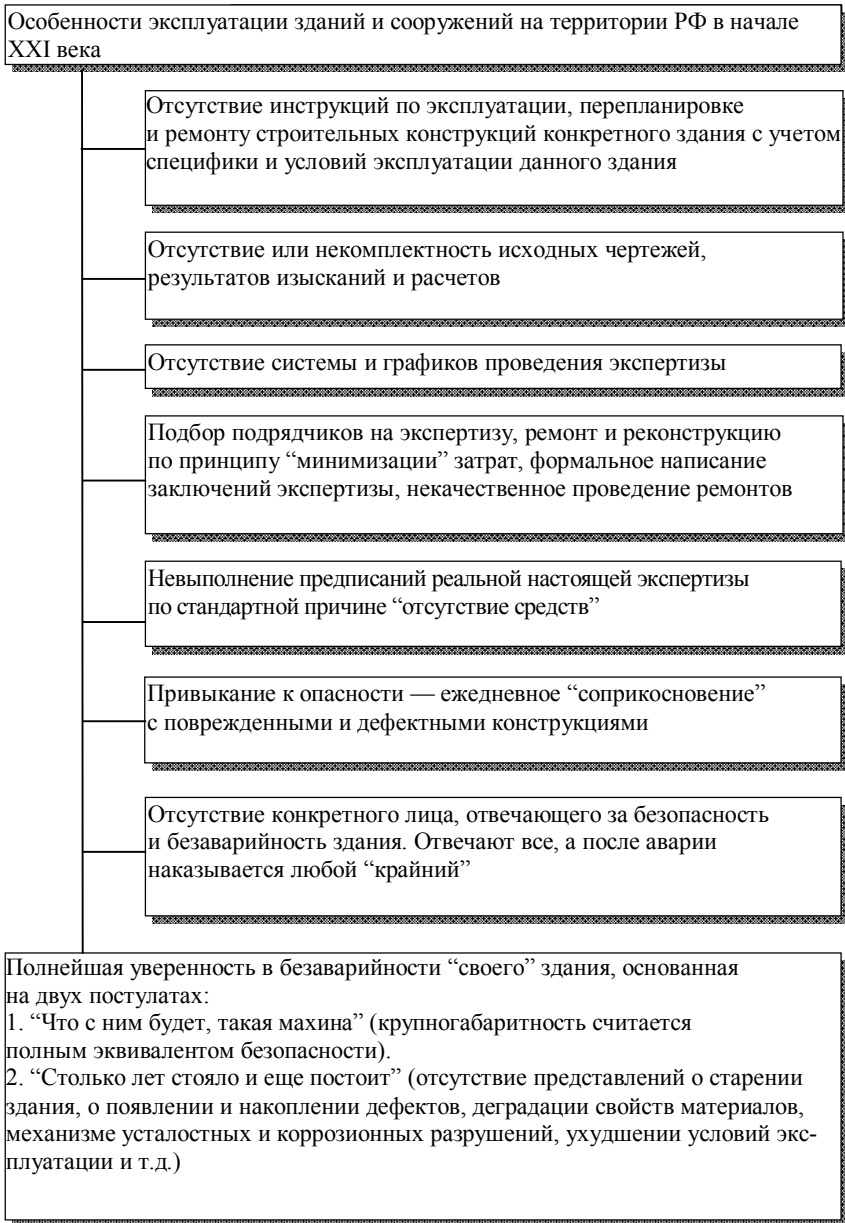 Особенности эксплуатации зданий и сооружений на территории РФ в начале
XXI века
Отсутствие инструкций по эксплуатации, перепланировке
и ремонту строительных конструкций конкретного здания с учетом
специфики и условий эксплуатации данного здания
Отсутствие или некомплектность исходных чертежей,
результатов изысканий и расчетов
Отсутствие системы и графиков проведения экспертизы
Подбор подрядчиков на экспертизу, ремонт и реконструкцию
по принципу “минимизации” затрат, формальное написание
заключений экспертизы, некачественное проведение ремонтов
Невыполнение предписаний реальной настоящей экспертизы
по стандартной причине “отсутствие средств”
Привыкание к опасности — ежедневное “соприкосновение”
с поврежденными и дефектными конструкциями
Отсутствие конкретного лица, отвечающего за безопасность
и безаварийность здания. Отвечают все, а после аварии
наказывается любой “крайний”
Полнейшая уверенность в безаварийности “своего” здания, основанная
на двух постулатах:
1. “Что с ним будет, такая махина” (крупногабаритность считается
полным эквивалентом безопасности).
2. “Столько лет стояло и еще постоит” (отсутствие представлений о старении
здания, о появлении и накоплении дефектов, деградации свойств материалов,
механизме усталостных и коррозионных разрушений, ухудшении условий экс-
плуатации и т.д.)